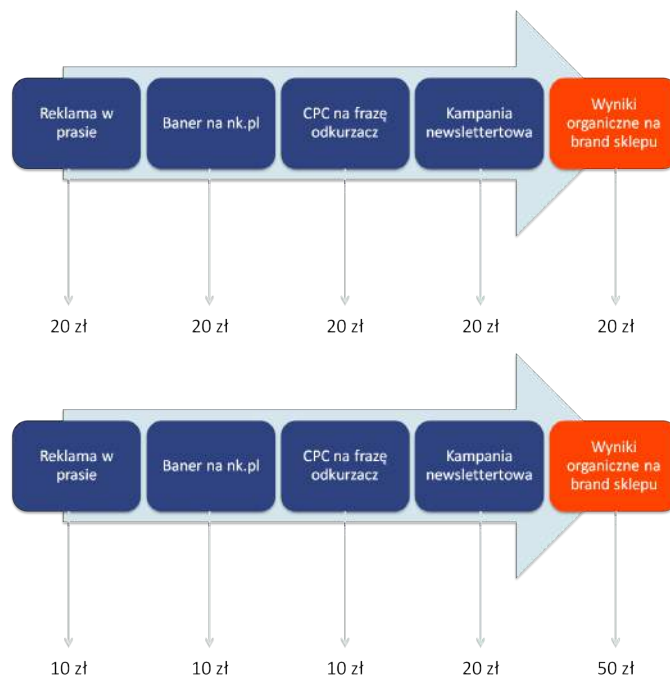 Reklama w
prasie
Baner na nk.pl
CPC na frazę
odkurzacz
Kampania
newslettertowa
Wyniki
organiczne na
brand sklepu
20 zł
20 zł
20 zł
20 zł
20 zł
Reklama w
prasie
Baner na nk.pl
CPC na frazę
odkurzacz
Kampania
newslettertowa
Wyniki
organiczne na
brand sklepu
10 zł
10 zł
10 zł
20 zł
50 zł